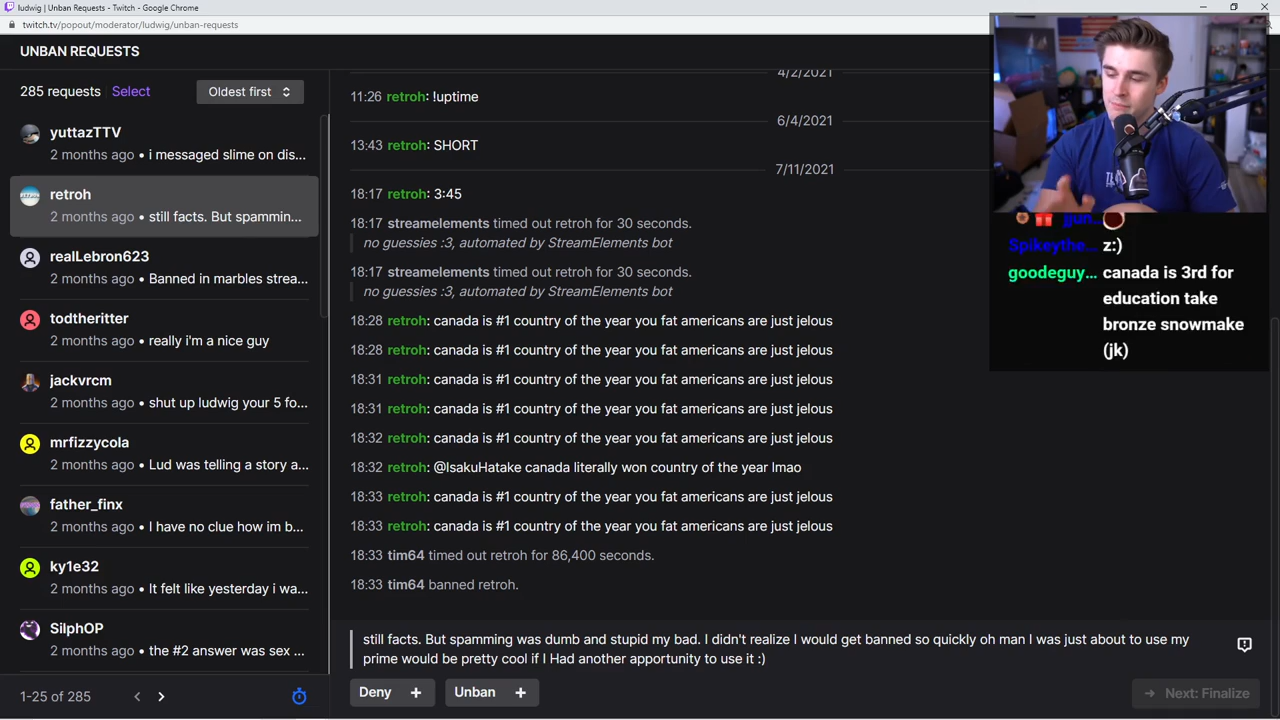 ludwig | Unban Requests - Twitch - Google Chrome
twitch.tv/popout/moderator/ludwig/unban-requests
UNBAN REQUESTS
285 requests Select Oldest first
yuttazTTV
2 months ago • i messaged slime on dis...
retroh
2 months ago • still facts. But spammin...
realLebron623
2 months ago • Banned in marbles strea...
todtheritter
2 months ago • really i'm a nice guy
jackvrcm
2 months ago • shut up ludwig your 5 fo...
mrfizzycola
2 months ago • Lud was telling a story a...
father_finx
2 months ago • I have no clue how im b...
ky1e32
2 months ago • It felt like yesterday i wa...
SilphOP
2 months ago • the #2 answer was sex ...
1-25 of 285
4/2/2021
11:26 retroh: !uptime
6/4/2021
13:43 retroh: SHORT
7/11/2021
18:17 retroh: 3:45
18:17 streamelements timed out retroh for 30 seconds.
no guessies :3, automated by StreamElements bot
18:17 streamelements timed out retroh for 30 seconds.
no guessies :3, automated by StreamElements bot
18:28 retroh: canada is #1 country of the year you fat americans are just jelous
18:28 retroh: canada is #1 country of the year you fat americans are just jelous
18:31 retroh: canada is #1 country of the year you fat americans are just jelous
18:31 retroh: canada is #1 country of the year you fat americans are just jelous
18:32 retroh: canada is #1 country of the year you fat americans are just jelous
18:32 retroh: @IsakuHatake canada literally won country of the year lmao
18:33 retroh: canada is #1 country of the year you fat americans are just jelous
18:33 retroh: canada is #1 country of the year you fat americans are just jelous
18:33 tim64 timed out retroh for 86,400 seconds.
18:33 tim64 banned retroh.
still facts. But spamming was dumb and stupid my bad. I didn't realize I would get banned so quickly oh man I was just about to use my
prime would be pretty cool if I Had another apportunity to use it :)
Deny + Unban + Next: Finalize
jjun...
Spikeythe... z:)
goodeguy... canada is 3rd for
education take
bronze snowmake
(jk)